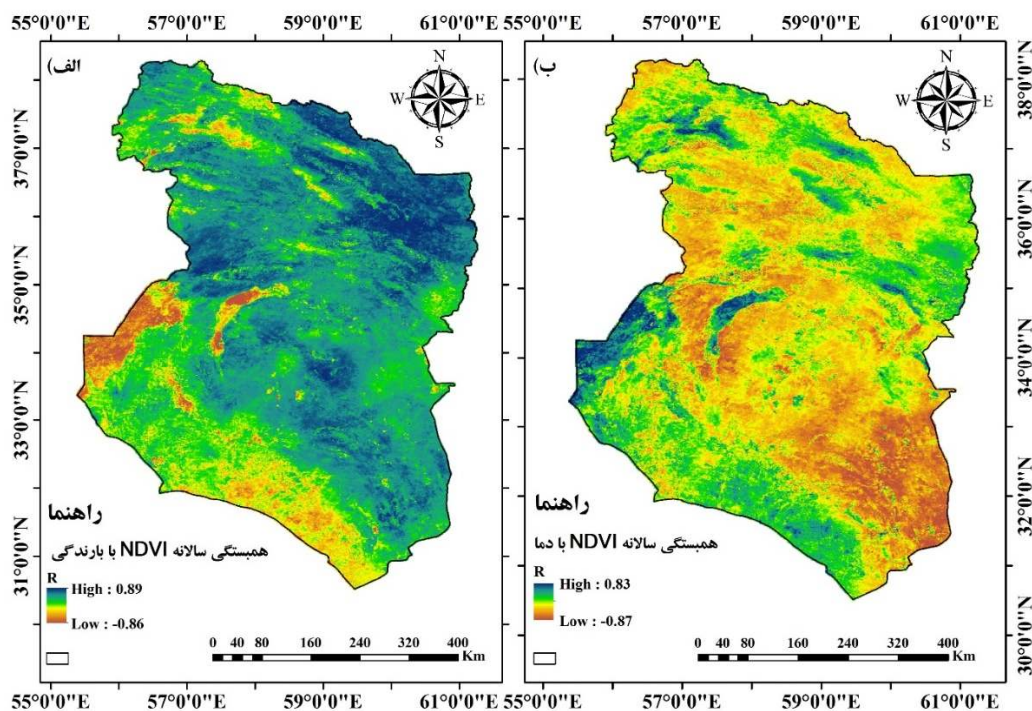 55°0'0"E 57°0'0"E 59°0'0"E 61°0'0"E
55°0'0"E 57°0'0"E 59°0'0"E 61°0'0"E
الف)
N
W E
S
37°0'0"N
35°0'0"N
33°0'0"N
31°0'0"N
راهنما
همبستگی سالانه NDVI با بارندگی
R
High : 0.89
Low : -0.86
0 40 80 160 240 320 400
Km
ب)
N
W E
S
38°0'0"N
36°0'0"N
34°0'0"N
32°0'0"N
30°0'0"N
راهنما
همبستگی سالانه NDVI با دما
R
High : 0.83
Low : -0.87
0 40 80 160 240 320 400
Km
55°0'0"E 57°0'0"E 59°0'0"E 61°0'0"E
55°0'0"E 57°0'0"E 59°0'0"E 61°0'0"E